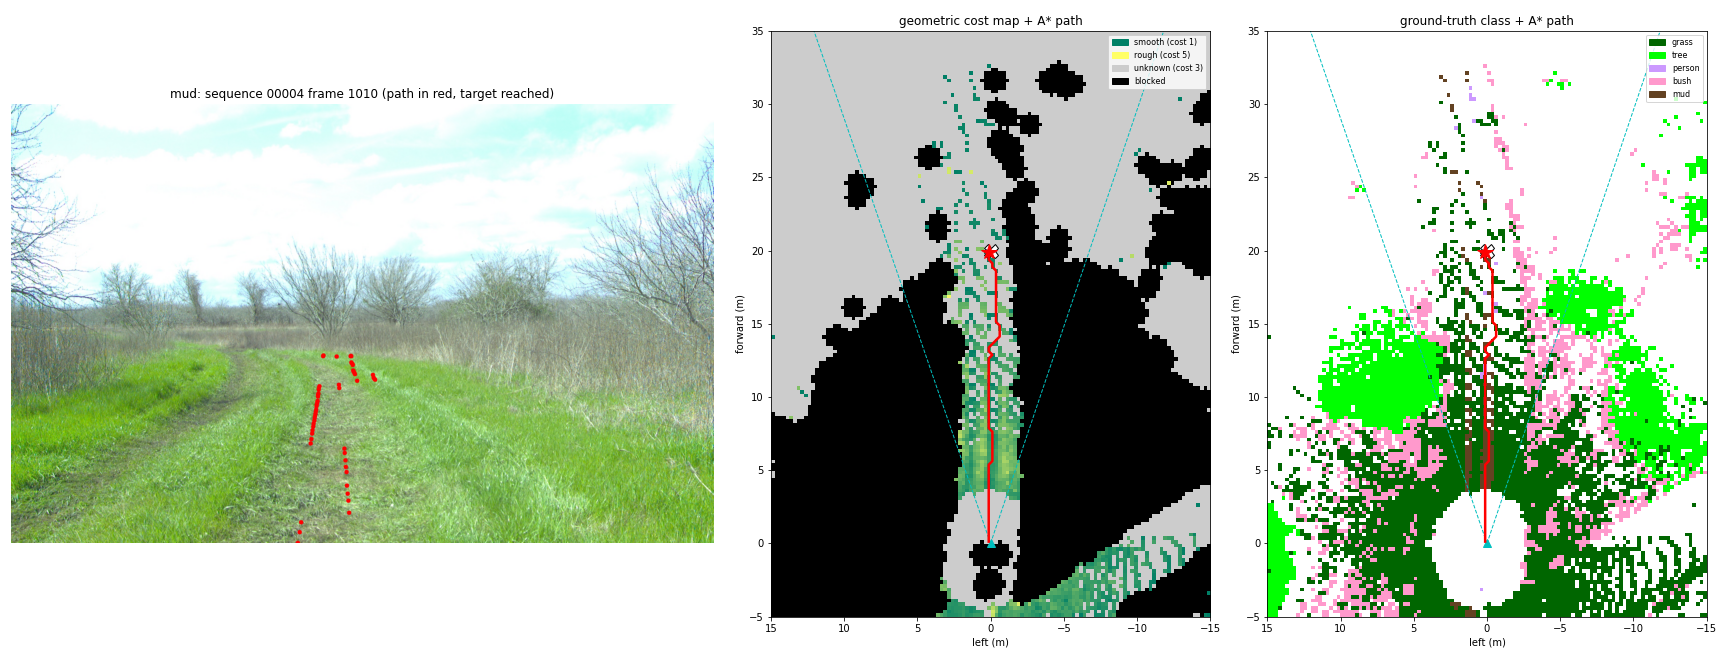 mud: sequence 00004 frame 1010 (path in red, target reached)
geometric cost map + A* path
smooth (cost 1)
rough (cost 5)
unknown (cost 3)
blocked
35
30
25
20
15
10
5
0
−5
forward (m)
15
10
5
0
−5
−10
−15
left (m)
ground-truth class + A* path
grass
tree
person
bush
mud
35
30
25
20
15
10
5
0
−5
forward (m)
15
10
5
0
−5
−10
−15
left (m)